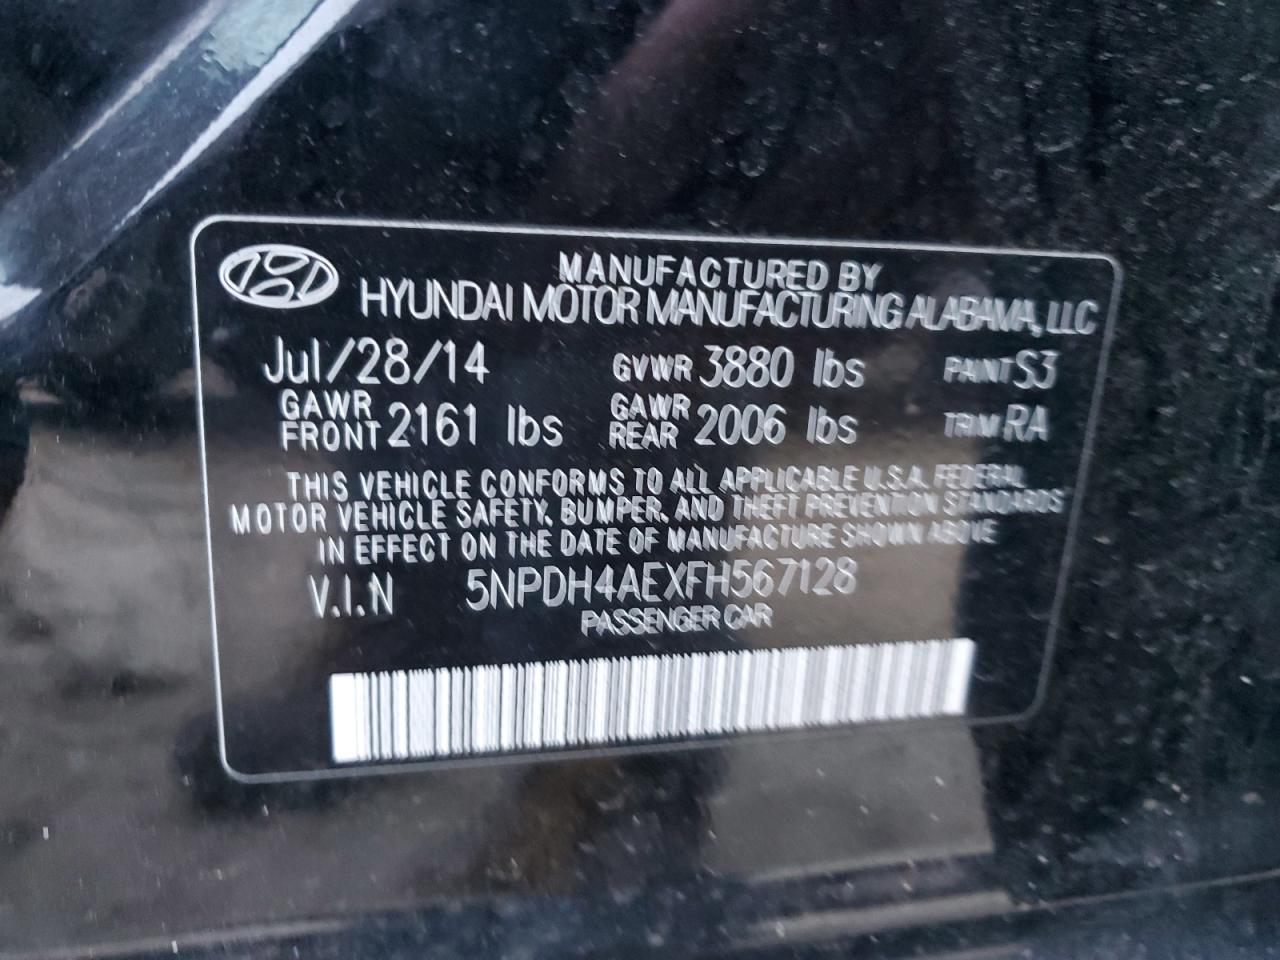 MANUFACTURED BY
HYUNDAI MOTOR MANUFACTURING ALABAMA, LLC
Jul/28/14 GVWR 3880 lbs PAINT S3
GAWR FRONT 2161 lbs GAWR REAR 2006 lbs TRIM RA
THIS VEHICLE CONFORMS TO ALL APPLICABLE U.S.A. FEDERAL
MOTOR VEHICLE SAFETY, BUMPER, AND THEFT PREVENTION STANDARDS
IN EFFECT ON THE DATE OF MANUFACTURE SHOWN ABOVE
V.I.N 5NPDH4AEXFH567128
PASSENGER CAR